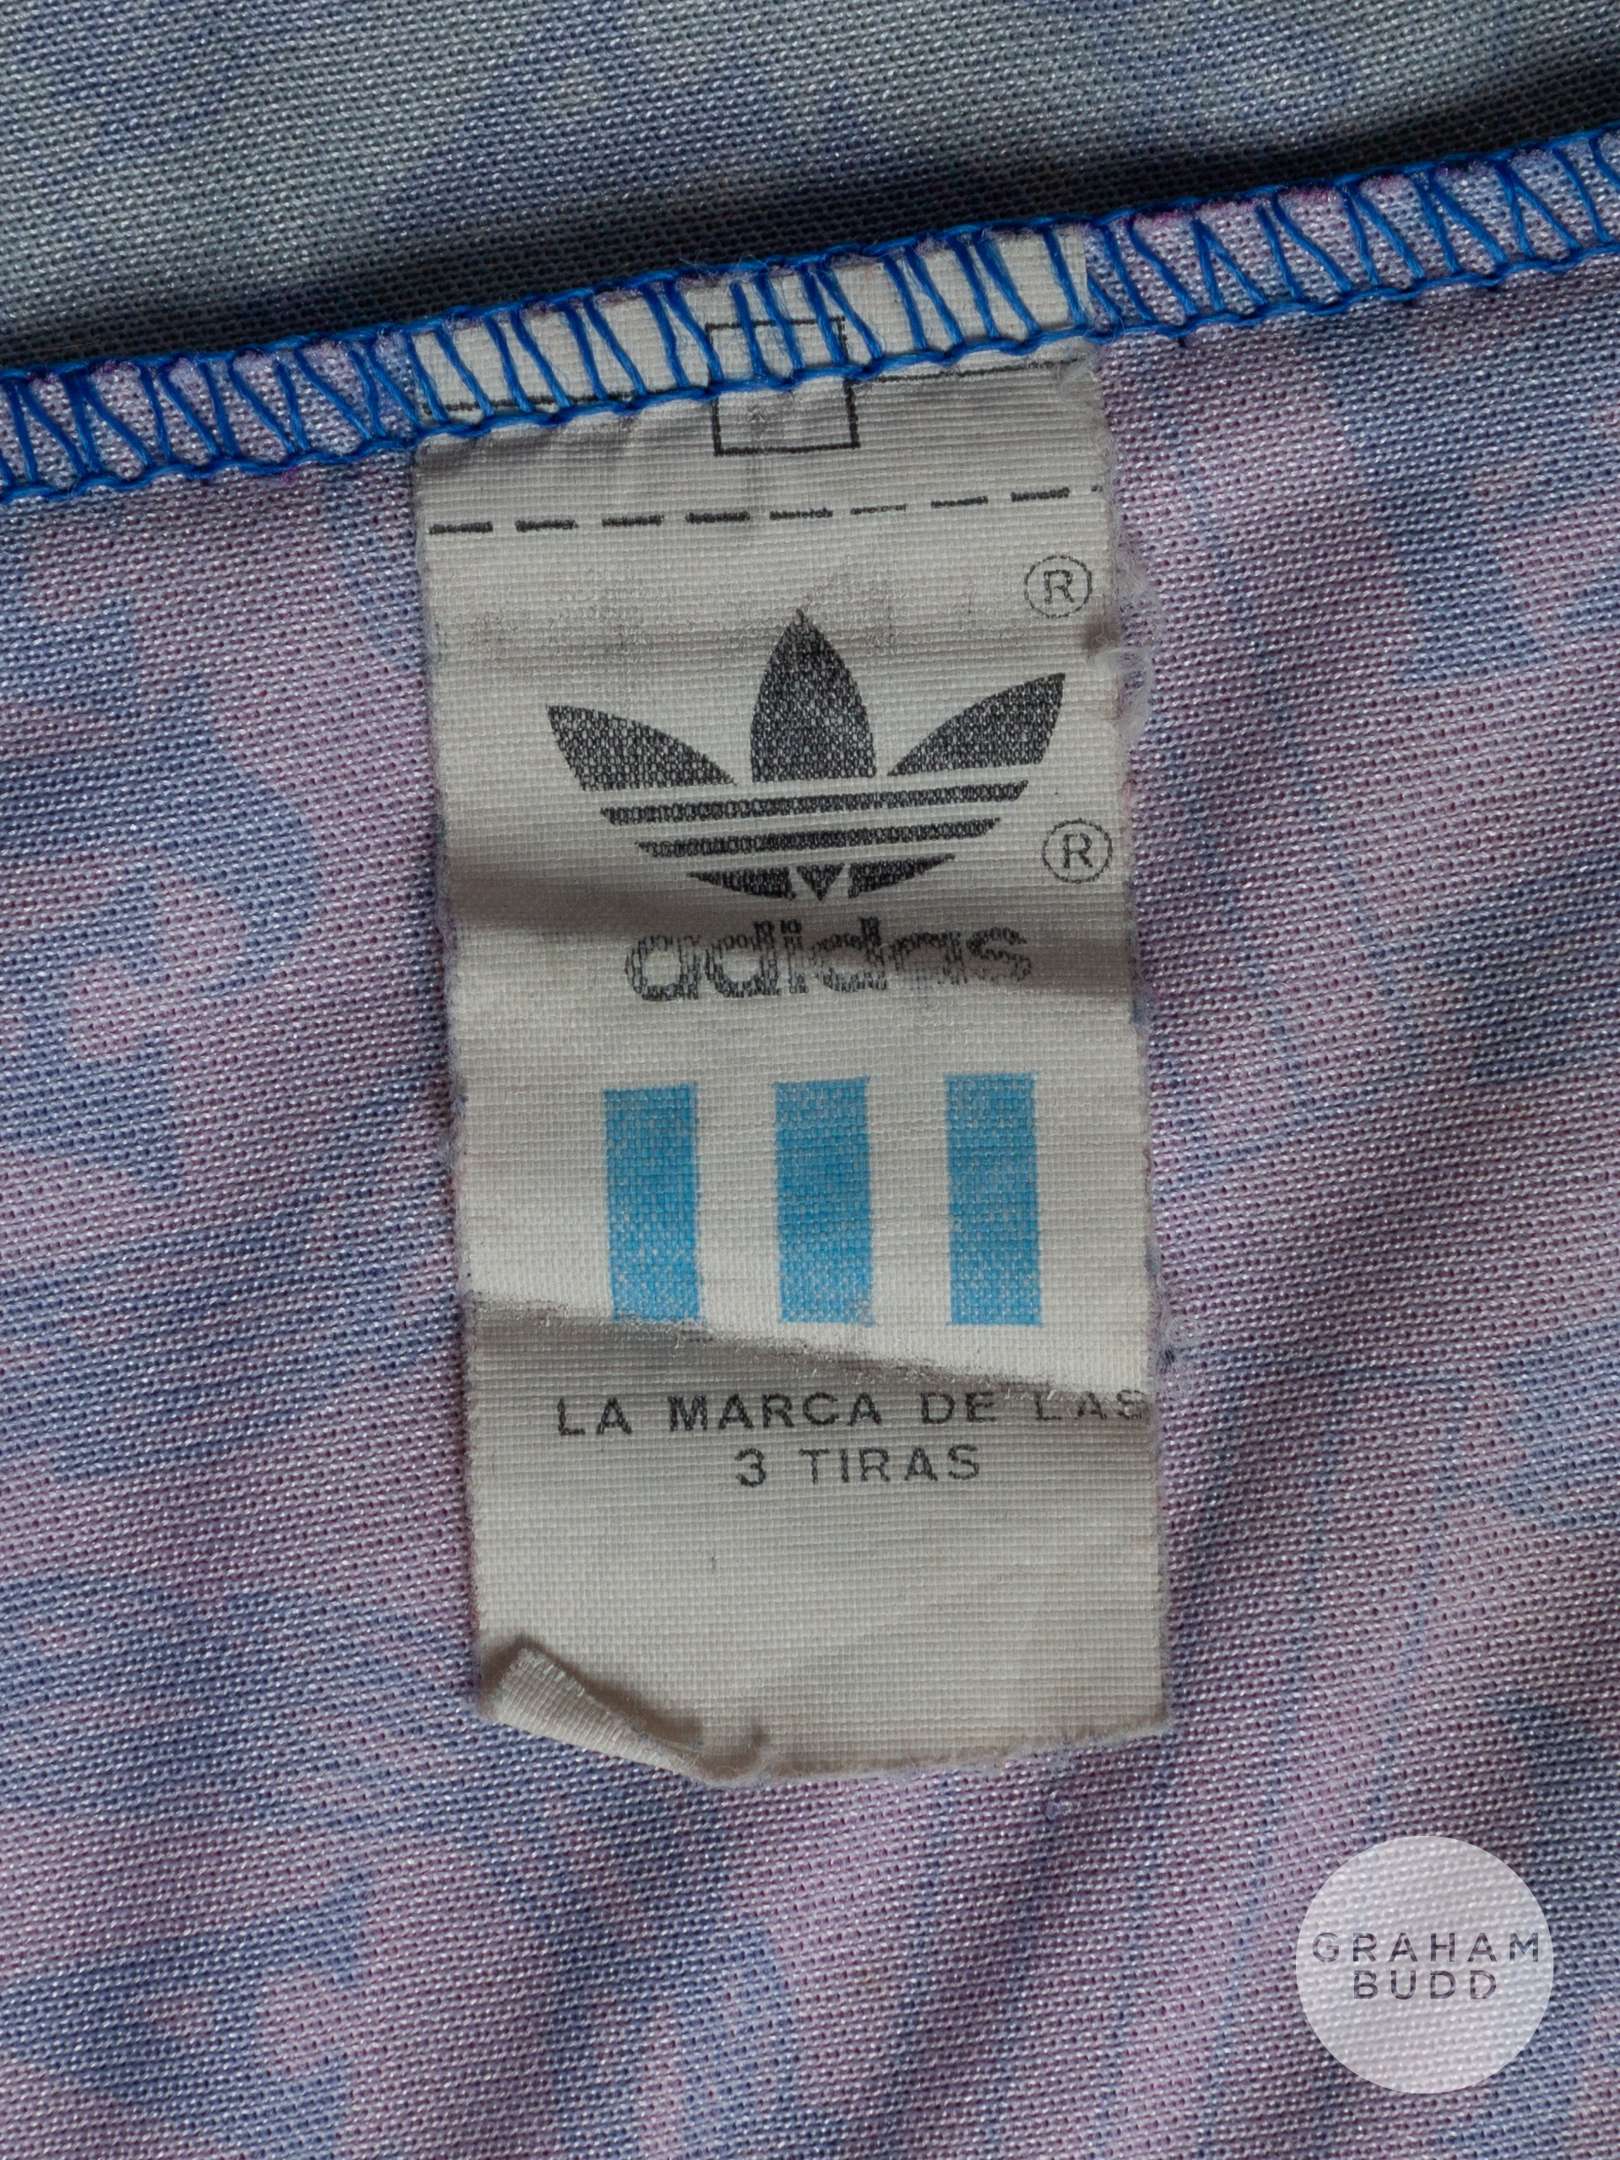 ®
®
adidas
LA MARCA DE LAS
3 TIRAS
GRAHAM
BUDD